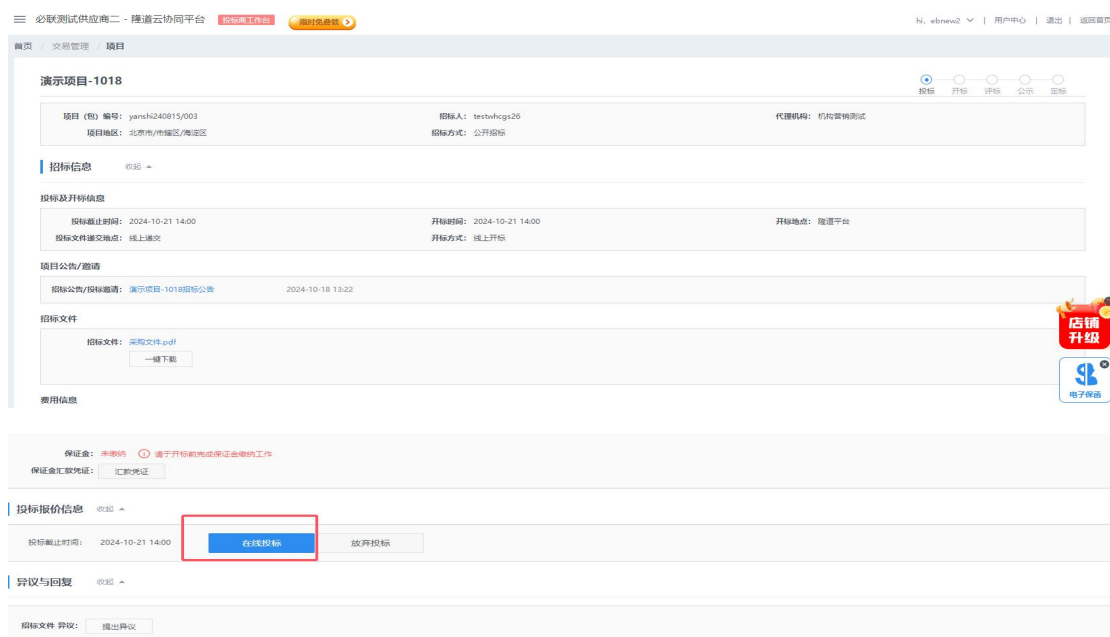 必联测试供应商二 - 隆道云协同平台 投标商工作台 限时免费领 hi, ebnew2 | 用户中心 | 退出 | 返回首页
首页 / 交易管理 / 项目
演示项目-1018
投标 开标 评标 公示 定标
项目（包）编号： yanshi240815/003 招标人： testwhcgs26 代理机构： 机构营销测试
项目地区： 北京市/市辖区/海淀区 招标方式： 公开招标
招标信息 收起
投标及开标信息
投标截止时间： 2024-10-21 14:00 开标时间： 2024-10-21 14:00 开标地点： 隆道平台
投标文件递交地点： 线上递交 开标方式： 线上开标
项目公告/邀请
招标公告/投标邀请： 演示项目-1018招标公告 2024-10-18 13:22
招标文件
店铺
升级
招标文件： 采购文件.pdf
一键下载
电子保函
费用信息
保证金： 未缴纳 请于开标前完成保证金缴纳工作
保证金汇款凭证： 汇款凭证
投标报价信息 收起
投标截止时间： 2024-10-21 14:00 在线投标 放弃投标
异议与回复 收起
招标文件 异议： 提出异议